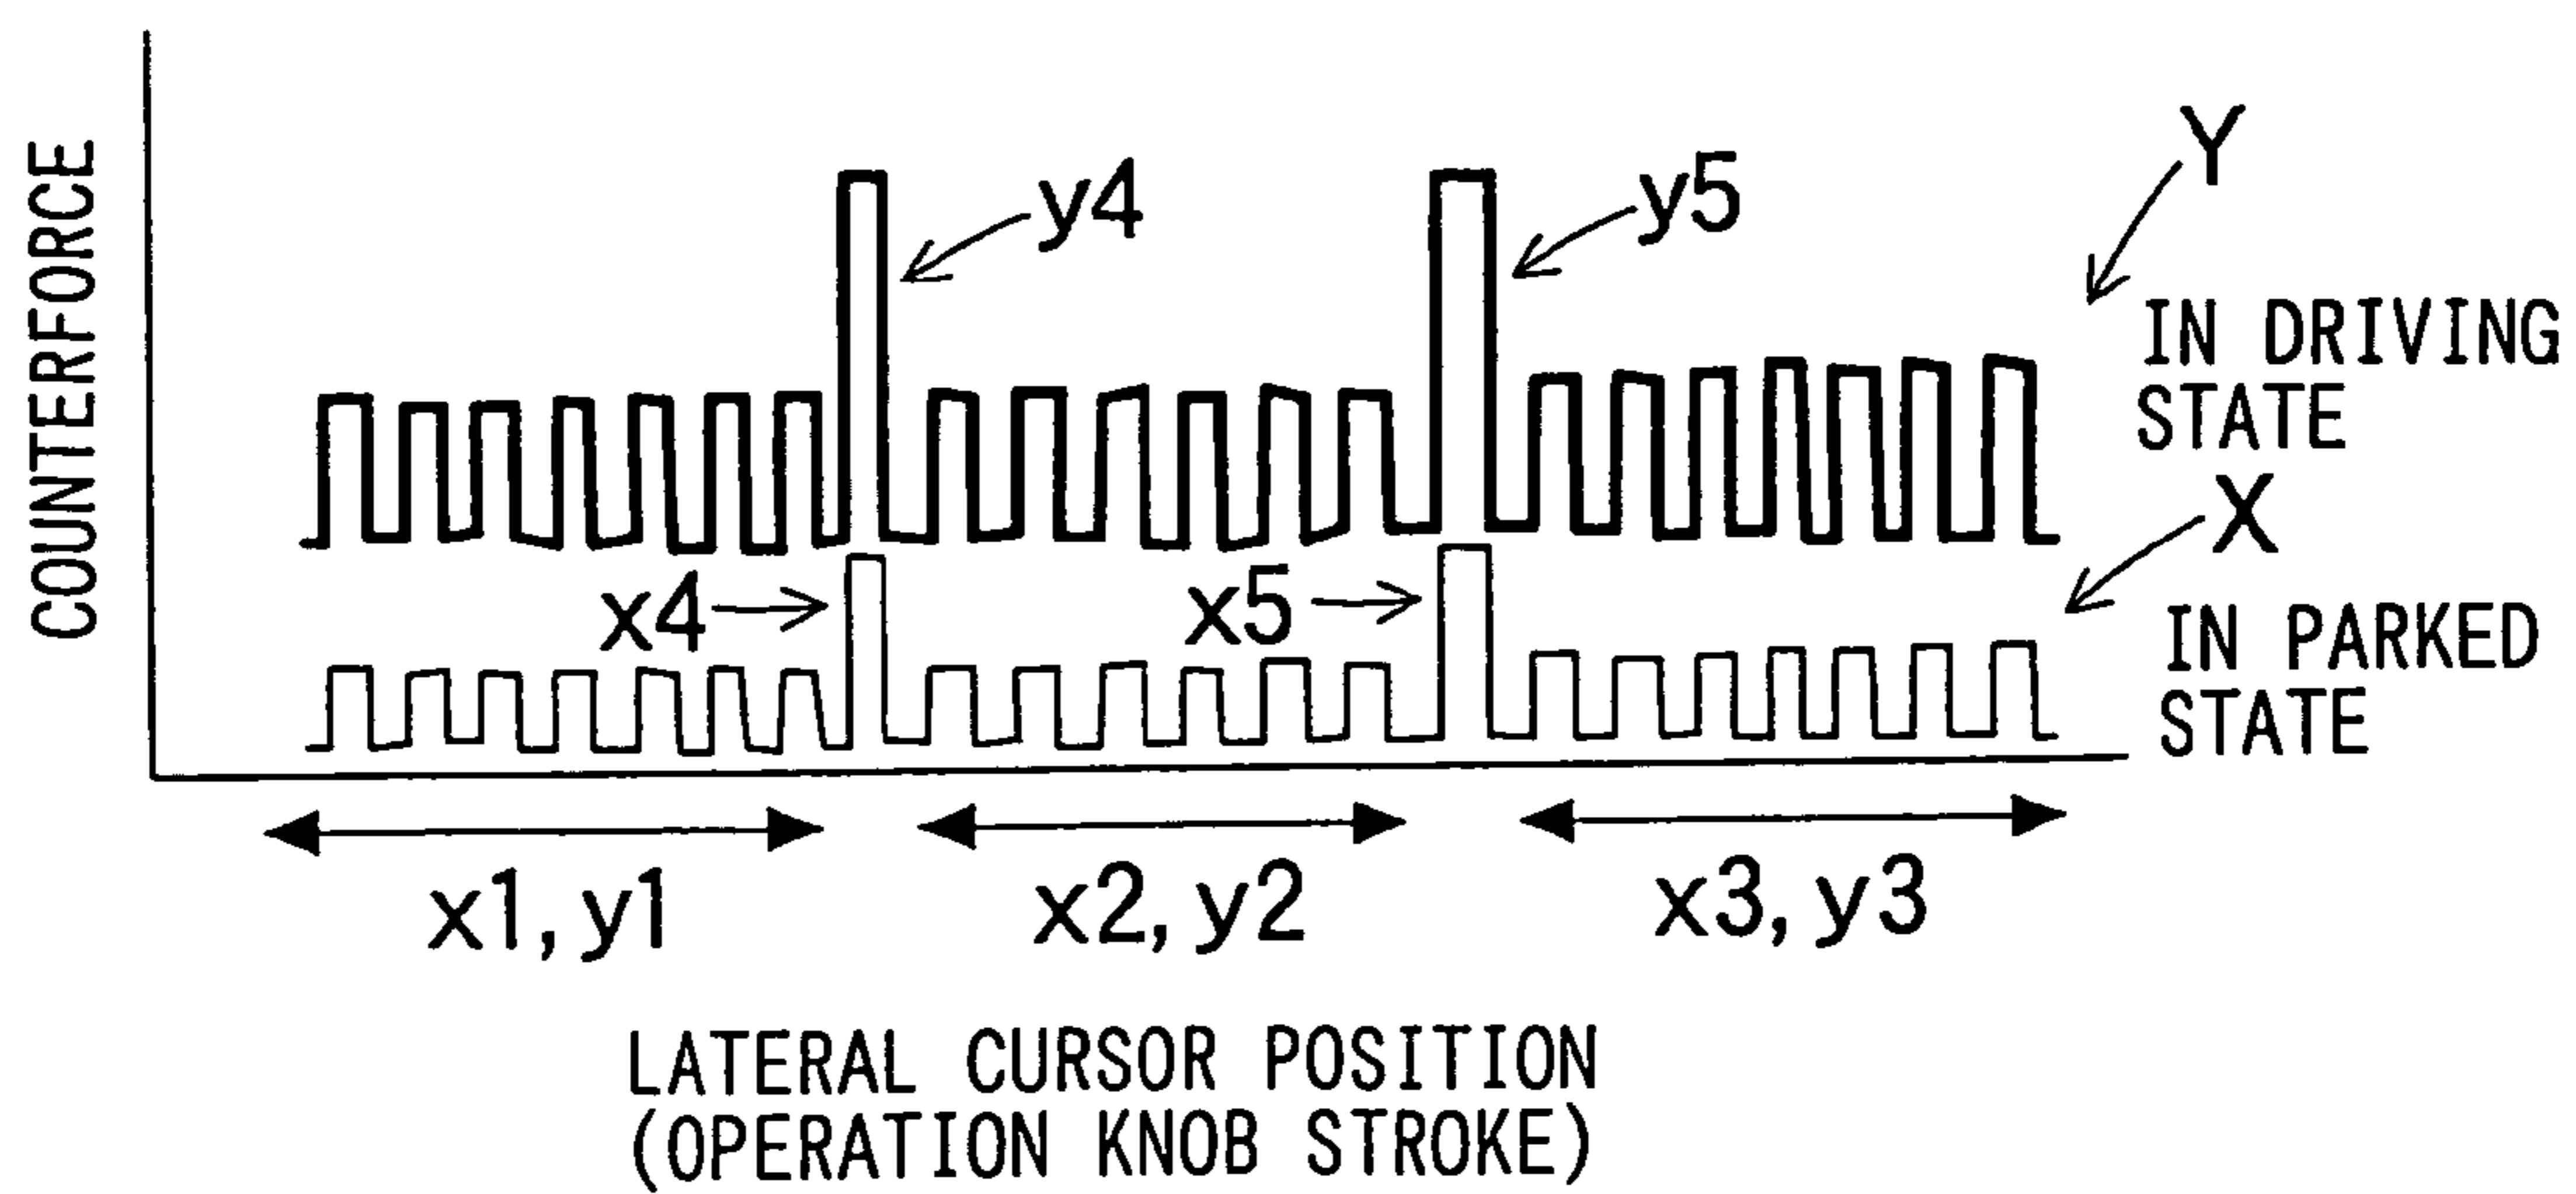 COUNTERFORCE
y4
y5
Y
IN DRIVING
STATE
X
x4
x5
IN PARKED
STATE
x1, y1
x2, y2
x3, y3
LATERAL CURSOR POSITION
(OPERATION KNOB STROKE)